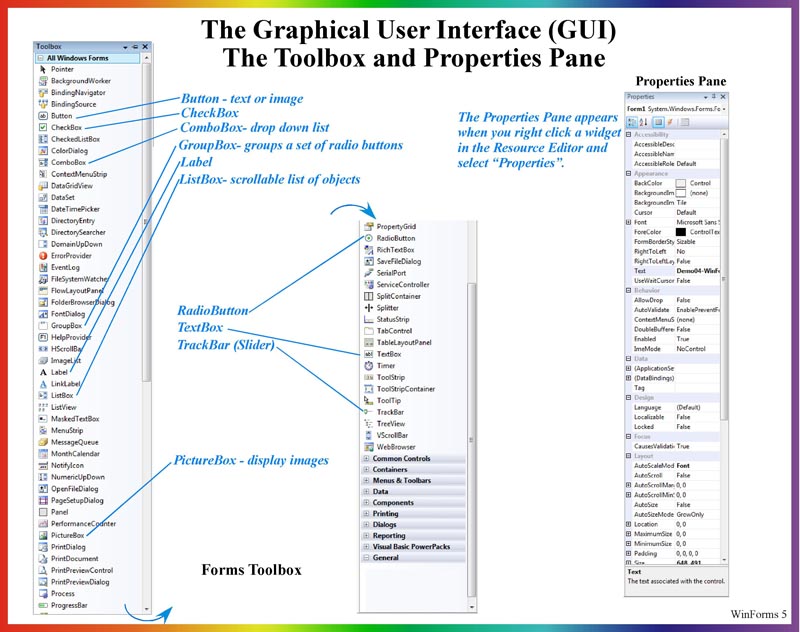 The Graphical User Interface (GUI)
The Toolbox and Properties Pane
Toolbox
All Windows Forms
Pointer
BackgroundWorker
BindingNavigator
BindingSource
Button
CheckBox
CheckedListBox
ColorDialog
ComboBox
ContextMenuStrip
DataGridView
DataSet
DateTimePicker
DirectoryEntry
DirectorySearcher
DomainUpDown
ErrorProvider
EventLog
FileSystemWatcher
FlowLayoutPanel
FolderBrowserDialog
FontDialog
GroupBox
HelpProvider
HScrollBar
ImageList
Label
LinkLabel
ListBox
ListView
MaskedTextBox
MenuStrip
MessageQueue
MonthCalendar
NotifyIcon
NumericUpDown
OpenFileDialog
PageSetupDialog
Panel
PerformanceCounter
PictureBox
PrintDialog
PrintDocument
PrintPreviewControl
PrintPreviewDialog
Process
ProgressBar
Button - text or image
CheckBox
ComboBox- drop down list
GroupBox- groups a set of radio buttons
Label
ListBox- scrollable list of objects
RadioButton
TextBox
TrackBar (Slider)
PictureBox - display images
Forms Toolbox
PropertyGrid
RadioButton
RichTextBox
SaveFileDialog
SerialPort
ServiceController
SplitContainer
Splitter
StatusStrip
TabControl
TableLayoutPanel
TextBox
Timer
ToolStrip
ToolStripContainer
ToolTip
TrackBar
TreeView
VScrollBar
WebBrowser
Common Controls
Containers
Menus & Toolbars
Data
Components
Printing
Dialogs
Reporting
Visual Basic PowerPacks
General
The Properties Pane appears
when you right click a widget
in the Resource Editor and
select “Properties”.
Properties Pane
Properties
Form1 System.Windows.Forms.Fo
Accessibility
AccessibleDesc
AccessibleNam
AccessibleRole Default
Appearance
BackColor Control
BackgroundIm (none)
BackgroundIm Tile
Cursor Default
Font Microsoft Sans S
ForeColor ControlTex
FormBorderSty Sizable
RightToLeft No
RightToLeftLay False
Text Demo04-WinFo
UseWaitCursor False
Behavior
AllowDrop False
AutoValidate EnablePreventF
ContextMenuS (none)
DoubleBuffere False
Enabled True
ImeMode NoControl
Data
(ApplicationSe
(DataBindings)
Tag
Design
Language (Default)
Localizable False
Locked False
Focus
CausesValidati True
Layout
AutoScaleMod Font
AutoScroll False
AutoScrollMar 0, 0
AutoScrollMin 0, 0
AutoSize False
AutoSizeMode GrowOnly
Location 0, 0
MaximumSize 0, 0
MinimumSize 0, 0
Padding 0, 0, 0, 0
Size 648, 491
Text
The text associated with the control.
WinForms 5